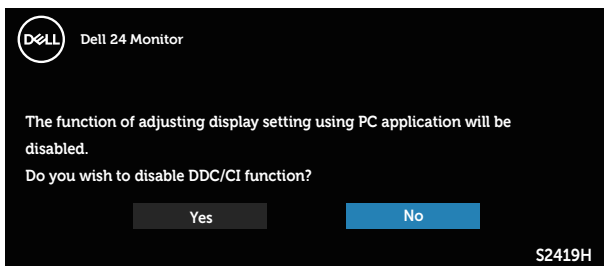 DELL
Dell 24 Monitor
The function of adjusting display setting using PC application will be
disabled.
Do you wish to disable DDC/CI function?
Yes
No
S2419H